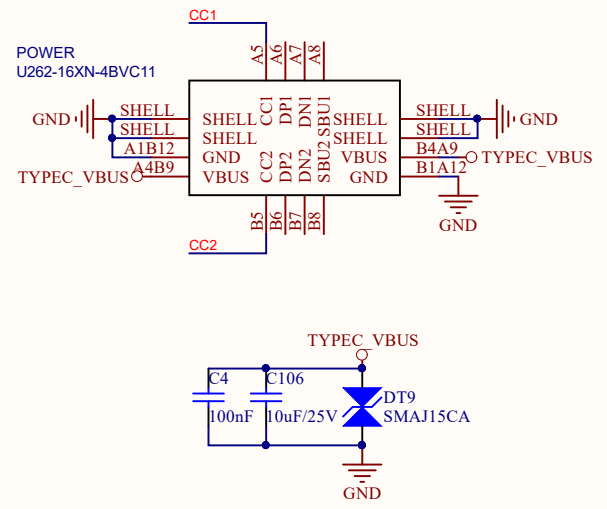 CC1
POWER
U262-16XN-4BVC11
A5 A6 A7 A8
GND SHELL SHELL CC1 DP1 DN1 SBU1 SHELL SHELL GND
SHELL SHELL SHELL SHELL
A1B12 GND CC2 DP2 DN2 SBU2 VBUS B4A9 TYPEC_VBUS
TYPEC_VBUS A4B9 VBUS GND B1A12
B5 B6 B7 B8
GND
CC2
TYPEC_VBUS
C4 C106 DT9
100nF 10uF/25V SMAJ15CA
GND